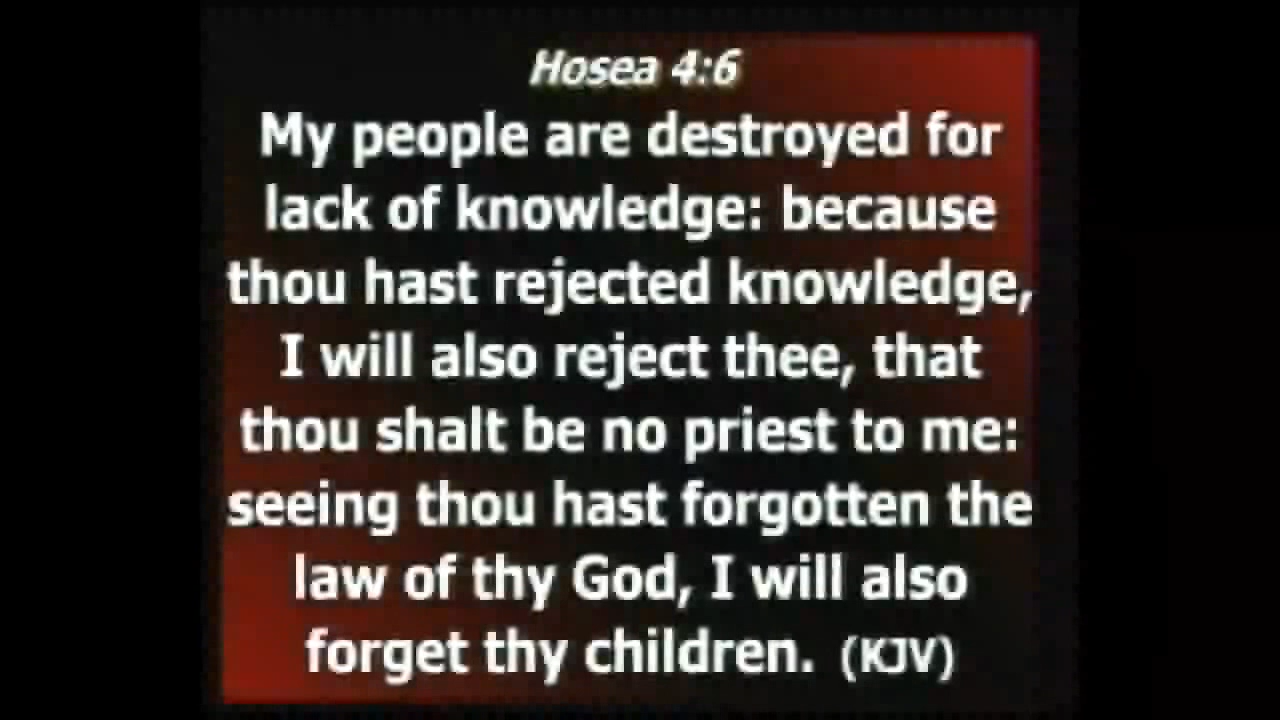 Hosea 4:6
My people are destroyed for
lack of knowledge: because
thou hast rejected knowledge,
I will also reject thee, that
thou shalt be no priest to me:
seeing thou hast forgotten the
law of thy God, I will also
forget thy children. (KJV)